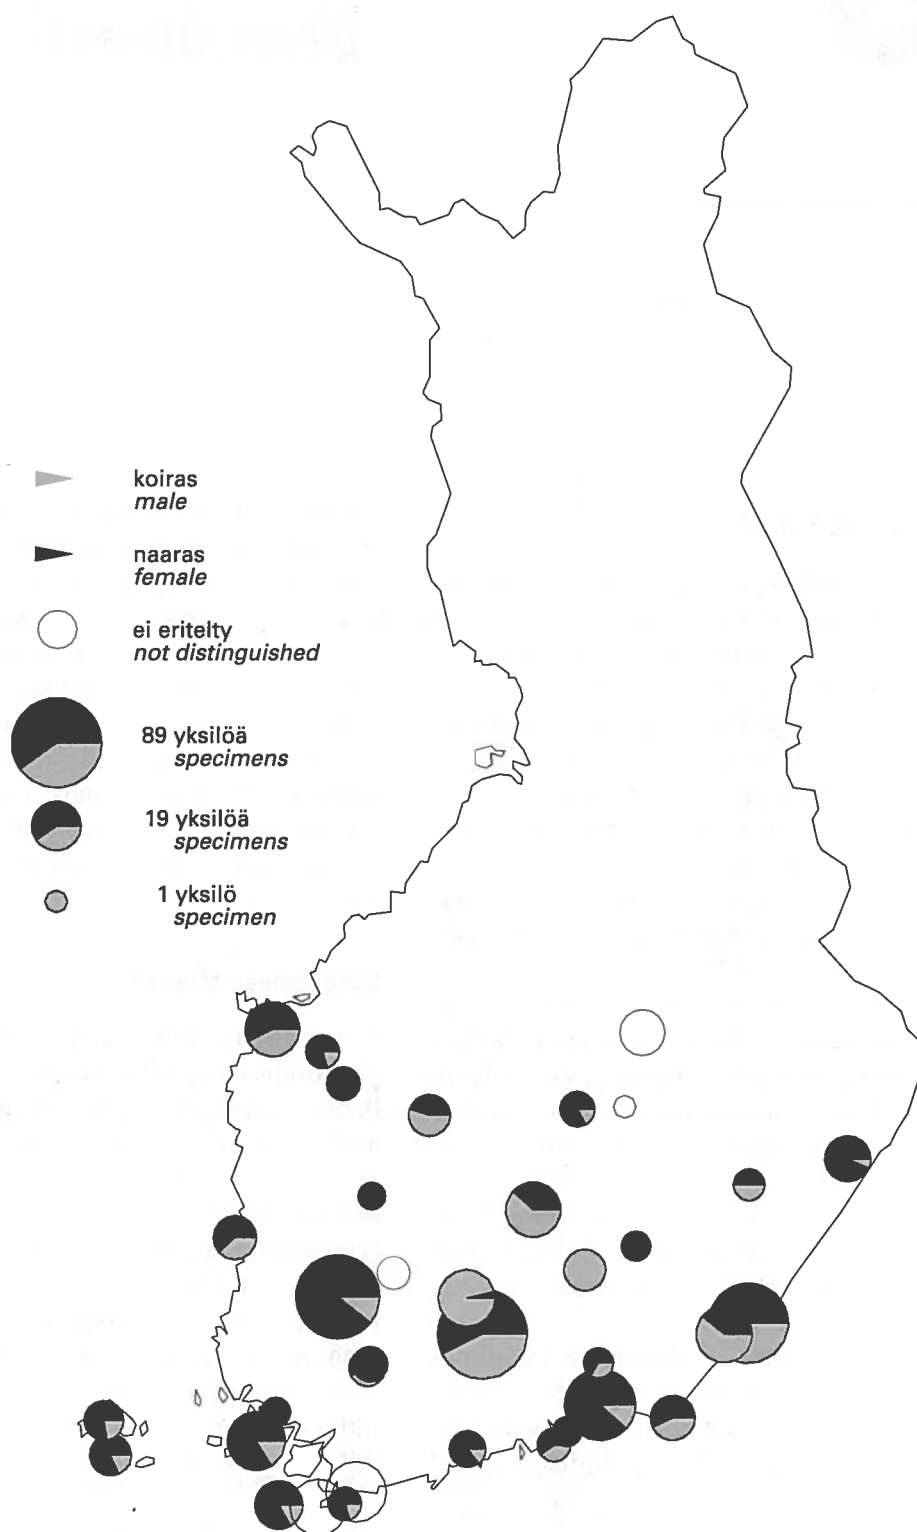 koiras
male
naaras
female
ei eritelty
not distinguished
89 yksilöä
specimens
19 yksilöä
specimens
1 yksilö
specimen